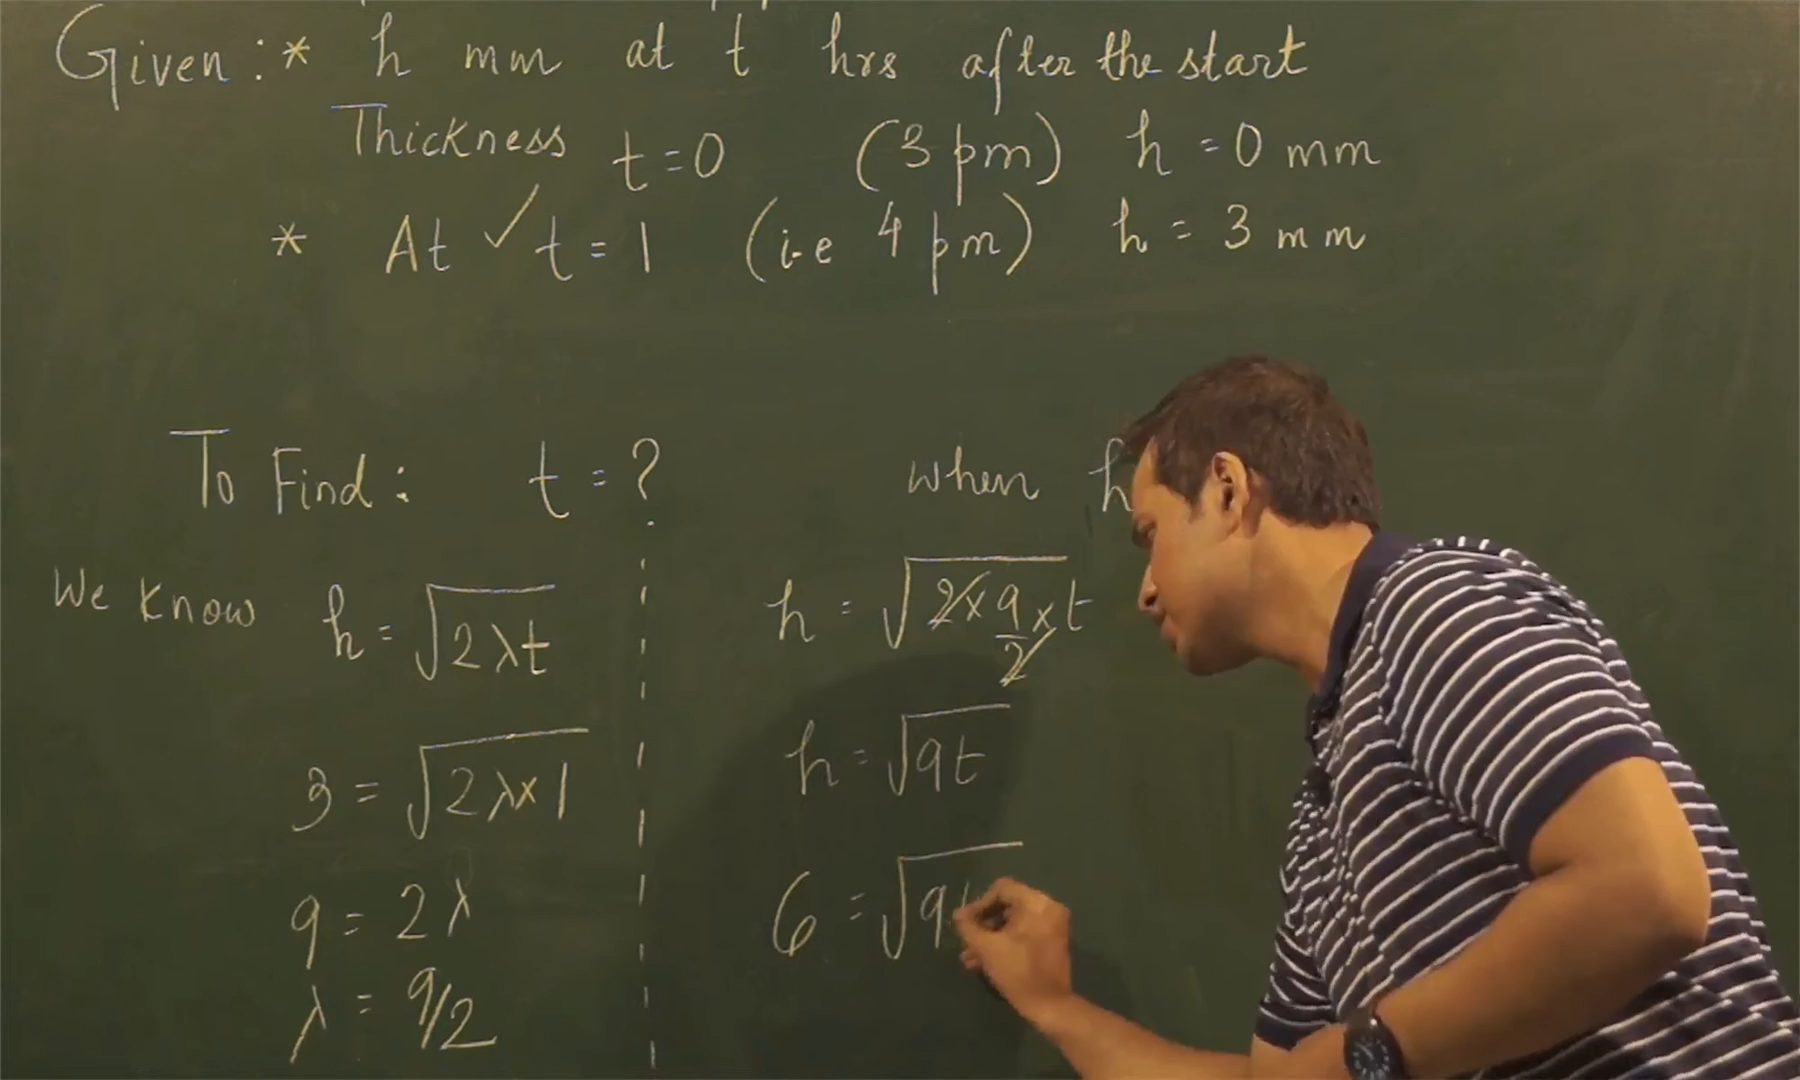 Given : * h mm at t hrs after the start
Thickness t = 0 (3 pm) h = 0 mm
* At ✓ t = 1 (i.e 4 pm) h = 3 mm
To Find : t = ? when h
We know h = √2λt
3 = √2λ×1
9 = 2λ
λ = 9/2
h = √2×9/2×t
h = √9t
6 = √9t